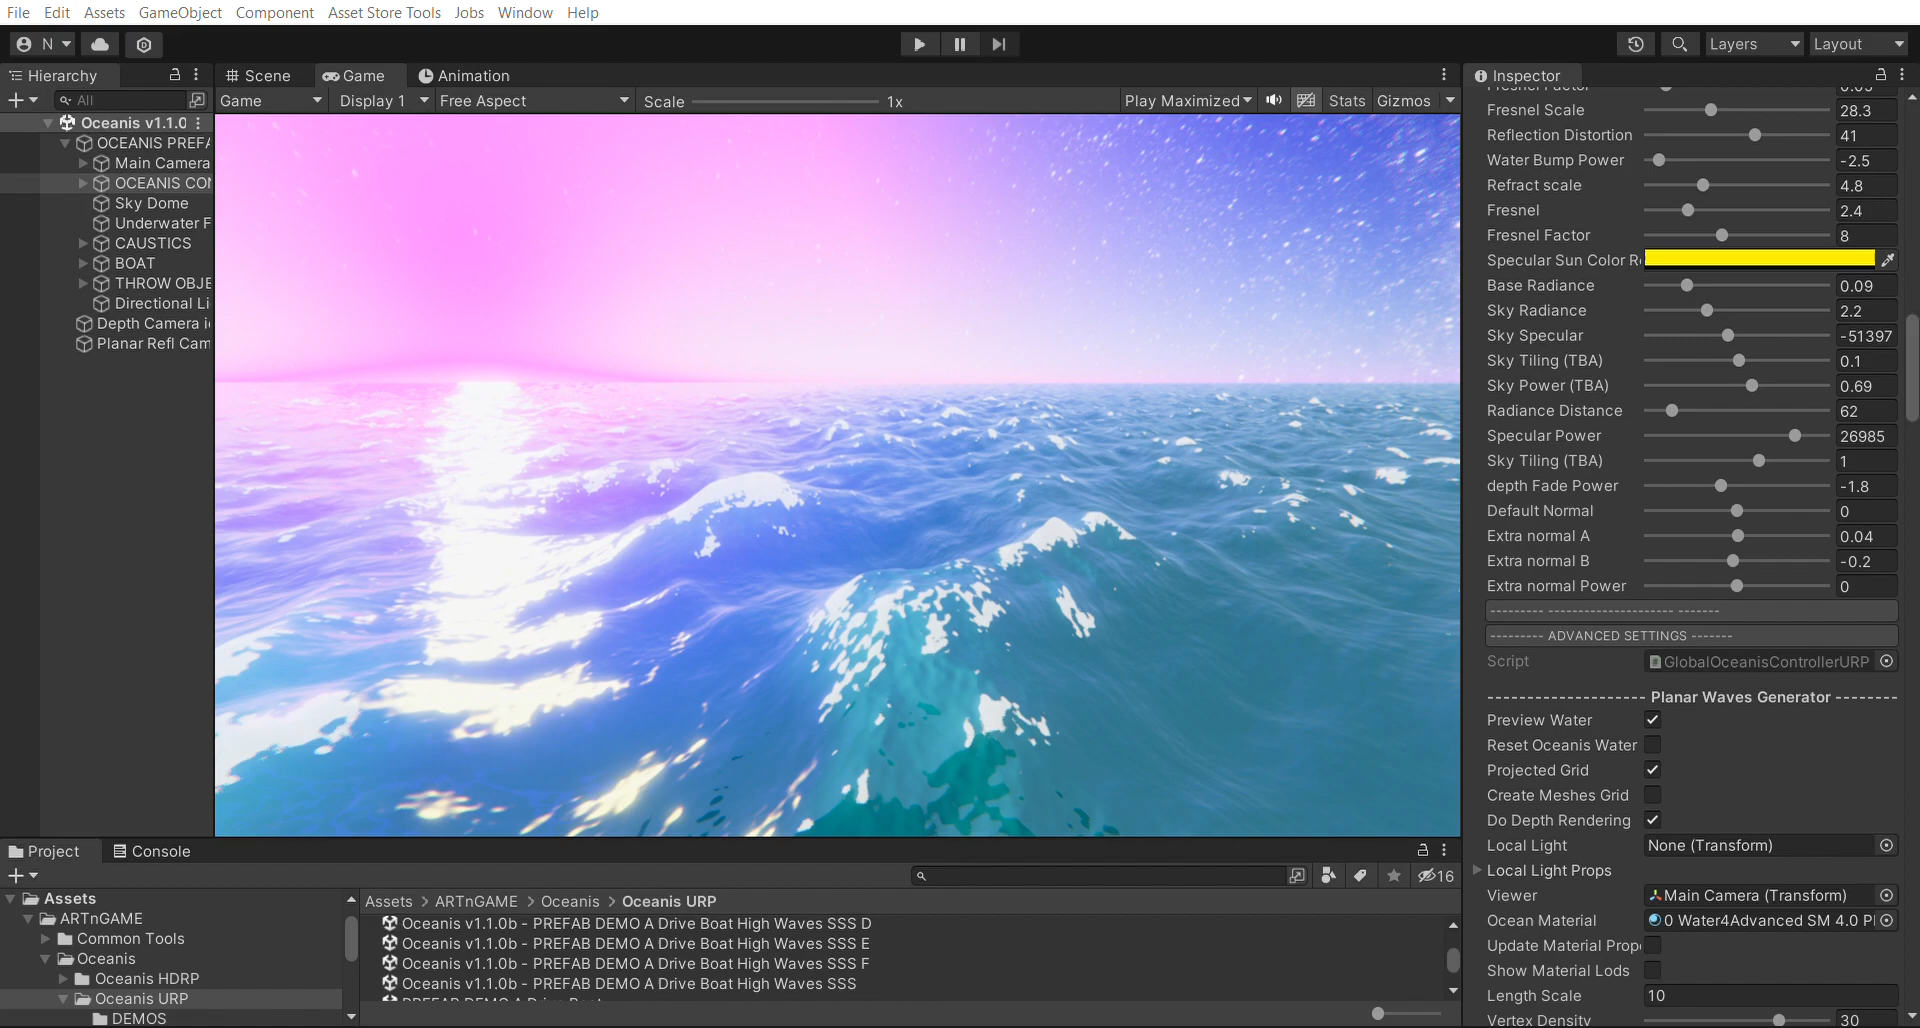 File Edit Assets GameObject Component Asset Store Tools Jobs Window Help
N Layers Layout
Hierarchy
All
Oceanis v1.1.0
OCEANIS PREFA
Main Camera
OCEANIS CON
Sky Dome
Underwater F
CAUSTICS
BOAT
THROW OBJE
Directional Li
Depth Camera i
Planar Refl Cam
Scene Game Animation
Game Display 1 Free Aspect Scale 1x Play Maximized Stats Gizmos
Inspector
Fresnel Factor 0.05
Fresnel Scale 28.3
Reflection Distortion 41
Water Bump Power -2.5
Refract scale 4.8
Fresnel 2.4
Fresnel Factor 8
Specular Sun Color R
Base Radiance 0.09
Sky Radiance 2.2
Sky Specular -51397
Sky Tiling (TBA) 0.1
Sky Power (TBA) 0.69
Radiance Distance 62
Specular Power 26985
Sky Tiling (TBA) 1
depth Fade Power -1.8
Default Normal 0
Extra normal A 0.04
Extra normal B -0.2
Extra normal Power 0
--------- --------------------- -------
--------- ADVANCED SETTINGS -------
Script GlobalOceanisControllerURP
--------------------- Planar Waves Generator --------
Preview Water
Reset Oceanis Water
Projected Grid
Create Meshes Grid
Do Depth Rendering
Local Light None (Transform)
Local Light Props
Viewer Main Camera (Transform)
Ocean Material 0 Water4Advanced SM 4.0 Pl
Update Material Prop
Show Material Lods
Length Scale 10
Vertex Density 30
Project Console
16
Assets
ARTnGAME
Common Tools
Oceanis
Oceanis HDRP
Oceanis URP
DEMOS
Assets > ARTnGAME > Oceanis > Oceanis URP
Oceanis v1.1.0b - PREFAB DEMO A Drive Boat High Waves SSS D
Oceanis v1.1.0b - PREFAB DEMO A Drive Boat High Waves SSS E
Oceanis v1.1.0b - PREFAB DEMO A Drive Boat High Waves SSS F
Oceanis v1.1.0b - PREFAB DEMO A Drive Boat High Waves SSS
PREFAB DEMO A Drive Boat